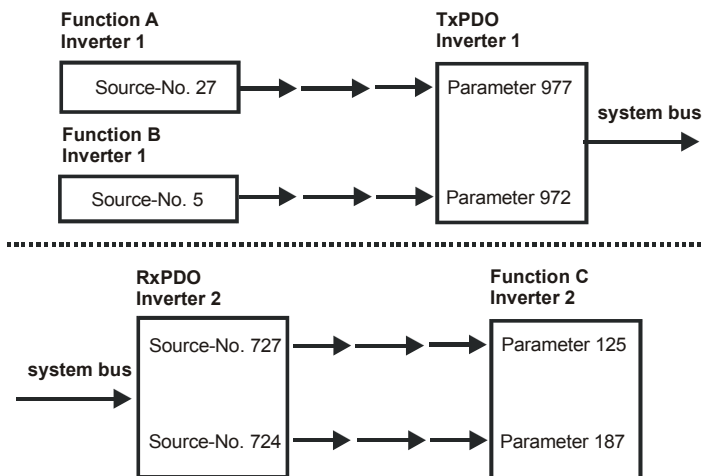 Function A
Inverter 1
TxPDO
Inverter 1
Source-No. 27
Parameter 977
system bus
Function B
Inverter 1
Source-No. 5
Parameter 972
RxPDO
Inverter 2
Function C
Inverter 2
Source-No. 727
Parameter 125
system bus
Source-No. 724
Parameter 187